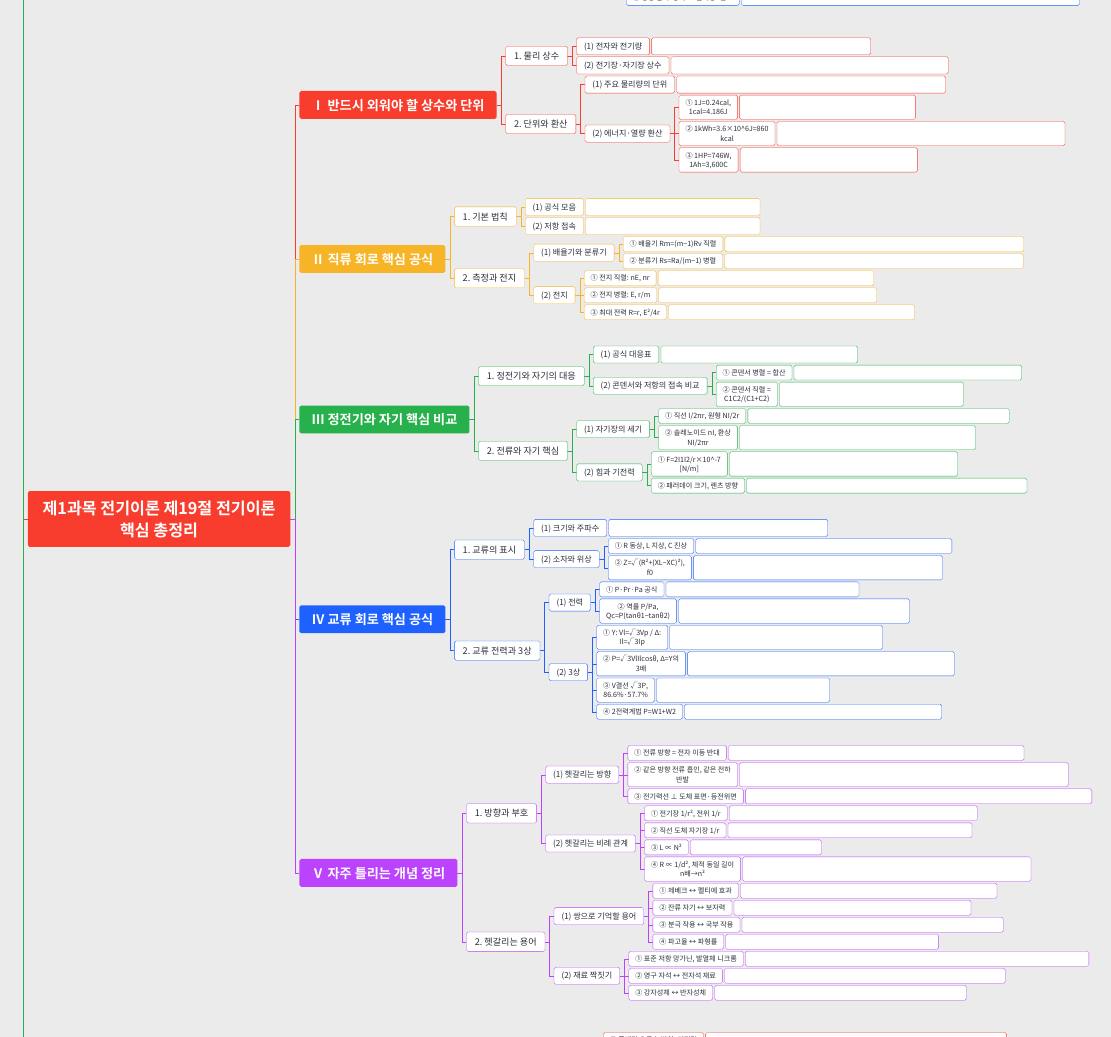 Ⅰ 반드시 외워야 할 상수와 단위
1. 물리 상수
(1) 전자와 전기량
(2) 전기장·자기장 상수
2. 단위와 환산
(1) 주요 물리량의 단위
(2) 에너지·열량 환산
① 1J=0.24cal,
1cal=4.186J
② 1kWh=3.6×10^6J=860
kcal
③ 1HP=746W,
1Ah=3,600C
Ⅱ 직류 회로 핵심 공식
1. 기본 법칙
(1) 공식 모음
(2) 저항 접속
2. 측정과 전지
(1) 배율기와 분류기
① 배율기 Rm=(m−1)Rv 직렬
② 분류기 Rs=Ra/(m−1) 병렬
(2) 전지
① 전지 직렬: nE, nr
② 전지 병렬: E, r/m
③ 최대 전력 R=r, E²/4r
Ⅲ 정전기와 자기 핵심 비교
1. 정전기와 자기의 대응
(1) 공식 대응표
(2) 콘덴서와 저항의 접속 비교
① 콘덴서 병렬 = 합산
② 콘덴서 직렬 =
C1C2/(C1+C2)
2. 전류와 자기 핵심
(1) 자기장의 세기
① 직선 I/2πr, 원형 NI/2r
② 솔레노이드 nI, 환상
NI/2πr
(2) 힘과 기전력
① F=2I1I2/r×10^-7
[N/m]
② 패러데이 크기, 렌츠 방향
제1과목 전기이론 제19절 전기이론
핵심 총정리
Ⅳ 교류 회로 핵심 공식
1. 교류의 표시
(1) 크기와 주파수
(2) 소자와 위상
① R 동상, L 지상, C 진상
② Z=√(R²+(XL−XC)²),
f0
2. 교류 전력과 3상
(1) 전력
① P·Pr·Pa 공식
② 역률 P/Pa,
Qc=P(tanθ1−tanθ2)
(2) 3상
① Y: Vl=√3Vp / Δ:
Il=√3Ip
② P=√3VlIlcosθ, Δ=Y의
3배
③ V결선 √3P,
86.6%·57.7%
④ 2전력계법 P=W1+W2
Ⅴ 자주 틀리는 개념 정리
1. 방향과 부호
(1) 헷갈리는 방향
① 전류 방향 = 전자 이동 반대
② 같은 방향 전류 흡인, 같은 전하
반발
③ 전기력선 ⊥ 도체 표면·등전위면
(2) 헷갈리는 비례 관계
① 전기장 1/r², 전위 1/r
② 직선 도체 자기장 1/r
③ L ∝ N²
④ R ∝ 1/d², 체적 동일 길이
n배→n²
2. 헷갈리는 용어
(1) 쌍으로 기억할 용어
① 제베크 ↔ 펠티에 효과
② 잔류 자기 ↔ 보자력
③ 분극 작용 ↔ 국부 작용
④ 파고율 ↔ 파형률
(2) 재료 짝짓기
① 표준 저항 망가닌, 발열체 니크롬
② 영구 자석 ↔ 전자석 재료
③ 강자성체 ↔ 반자성체